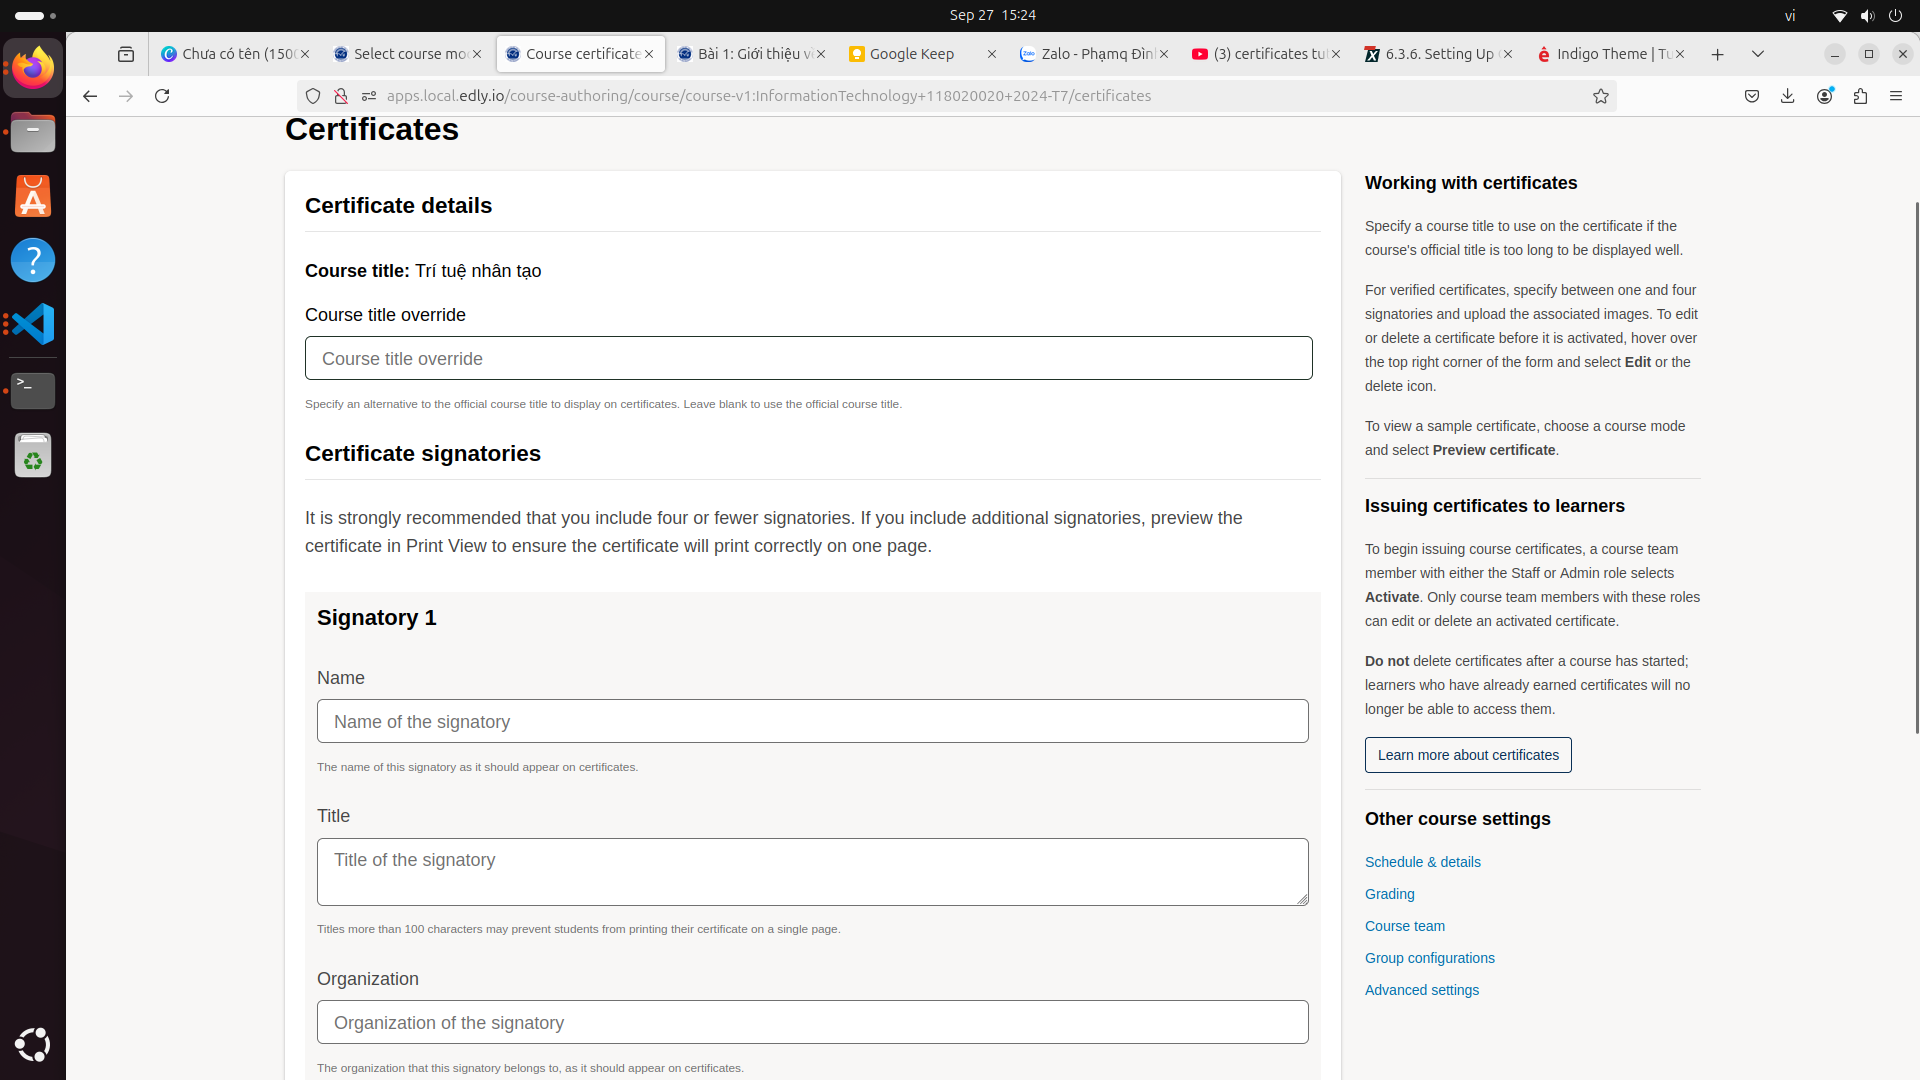 Sep 27 15:24
vi
Chưa có tên (150
Select course mo
Course certificate
Bài 1: Giới thiệu v
Google Keep
Zalo - Phạmq Đìn
(3) certificates tu
6.3.6. Setting Up
Indigo Theme | Tu
apps.local.edly.io/course-authoring/course/course-v1:InformationTechnology+118020020+2024-T7/certificates
Certificates
Certificate details
Course title: Trí tuệ nhân tạo
Course title override
Course title override
Specify an alternative to the official course title to display on certificates. Leave blank to use the official course title.
Certificate signatories
It is strongly recommended that you include four or fewer signatories. If you include additional signatories, preview the
certificate in Print View to ensure the certificate will print correctly on one page.
Signatory 1
Name
Name of the signatory
The name of this signatory as it should appear on certificates.
Title
Title of the signatory
Titles more than 100 characters may prevent students from printing their certificate on a single page.
Organization
Organization of the signatory
The organization that this signatory belongs to, as it should appear on certificates.
Working with certificates
Specify a course title to use on the certificate if the
course's official title is too long to be displayed well.
For verified certificates, specify between one and four
signatories and upload the associated images. To edit
or delete a certificate before it is activated, hover over
the top right corner of the form and select Edit or the
delete icon.
To view a sample certificate, choose a course mode
and select Preview certificate.
Issuing certificates to learners
To begin issuing course certificates, a course team
member with either the Staff or Admin role selects
Activate. Only course team members with these roles
can edit or delete an activated certificate.
Do not delete certificates after a course has started;
learners who have already earned certificates will no
longer be able to access them.
Learn more about certificates
Other course settings
Schedule & details
Grading
Course team
Group configurations
Advanced settings